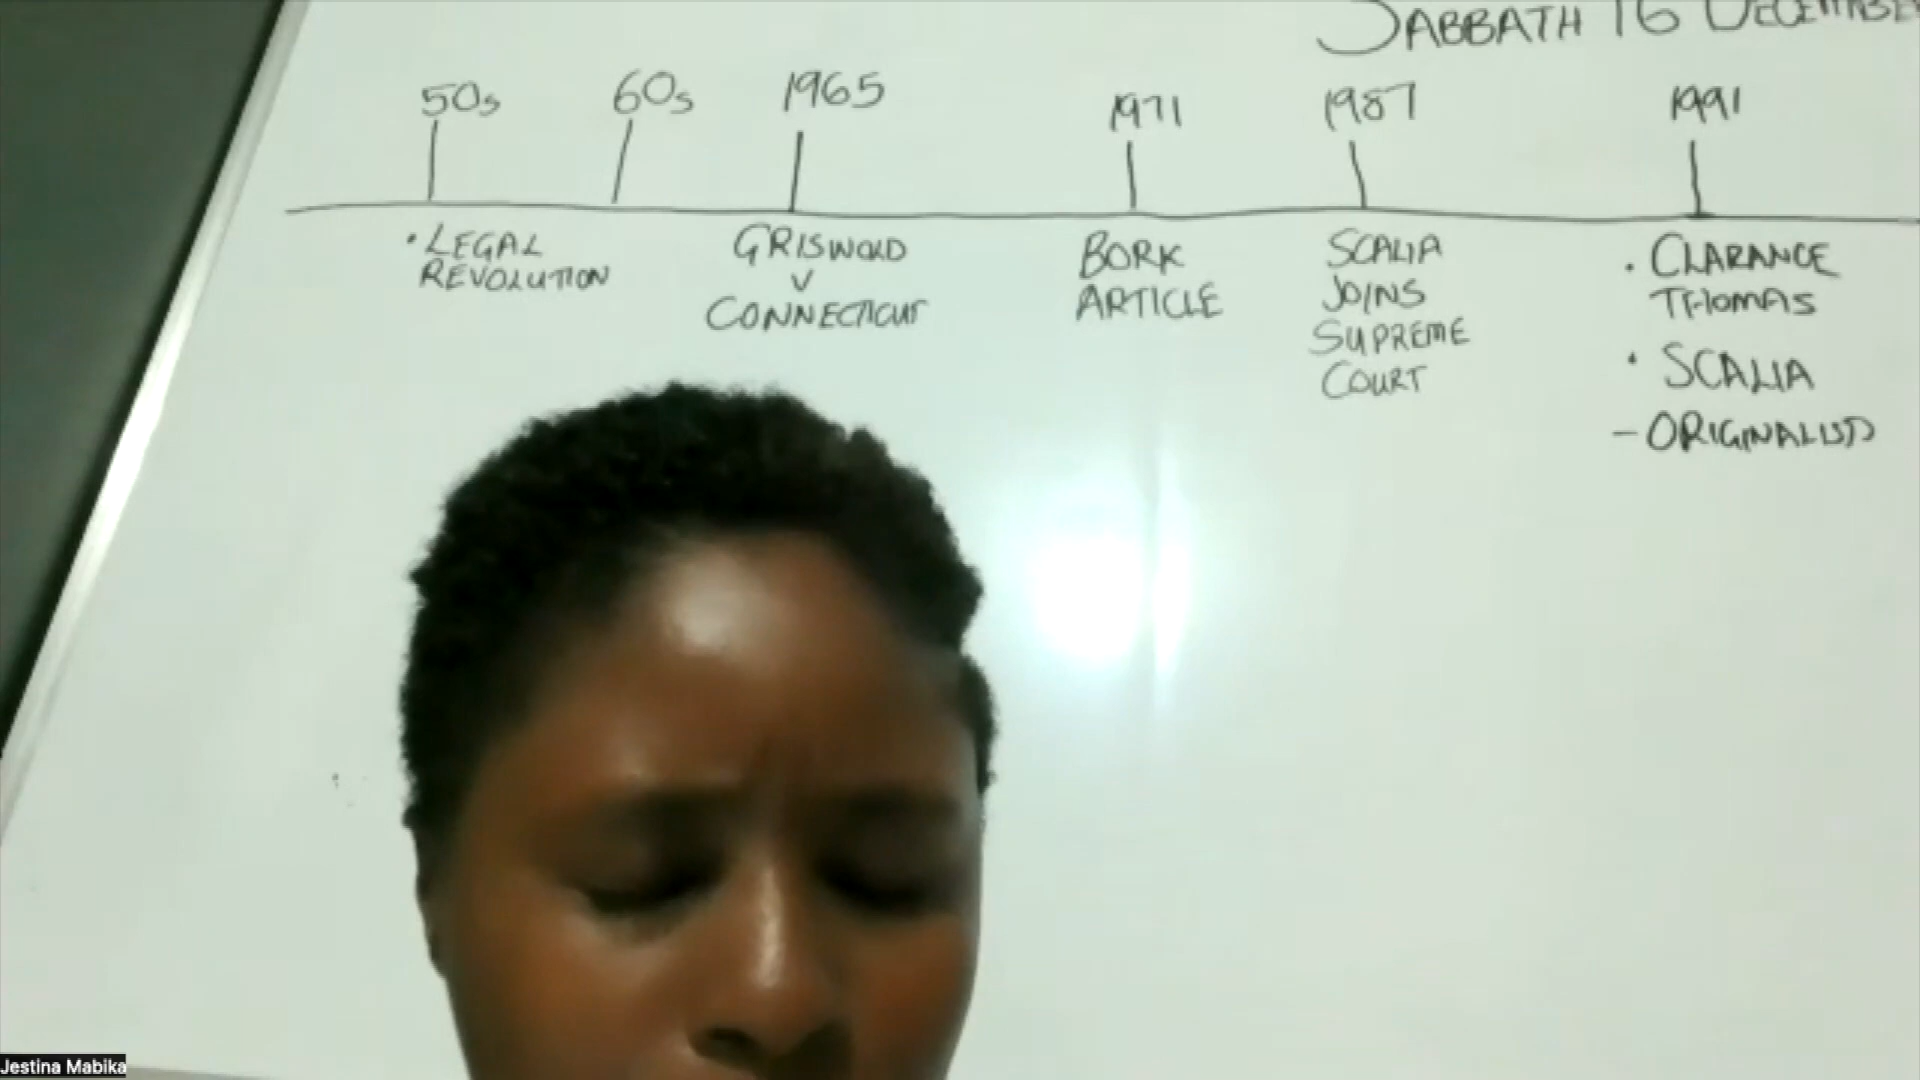 SABBATH 16 DECEMBER
50s 60s 1965 1971 1987 1991
• LEGAL
REVOLUTION
GRISWOLD
V
CONNECTICUT
BORK
ARTICLE
SCALIA
JOINS
SUPREME
COURT
• CLARANCE
THOMAS
• SCALIA
- ORIGINALISTS
Jestina Mabika